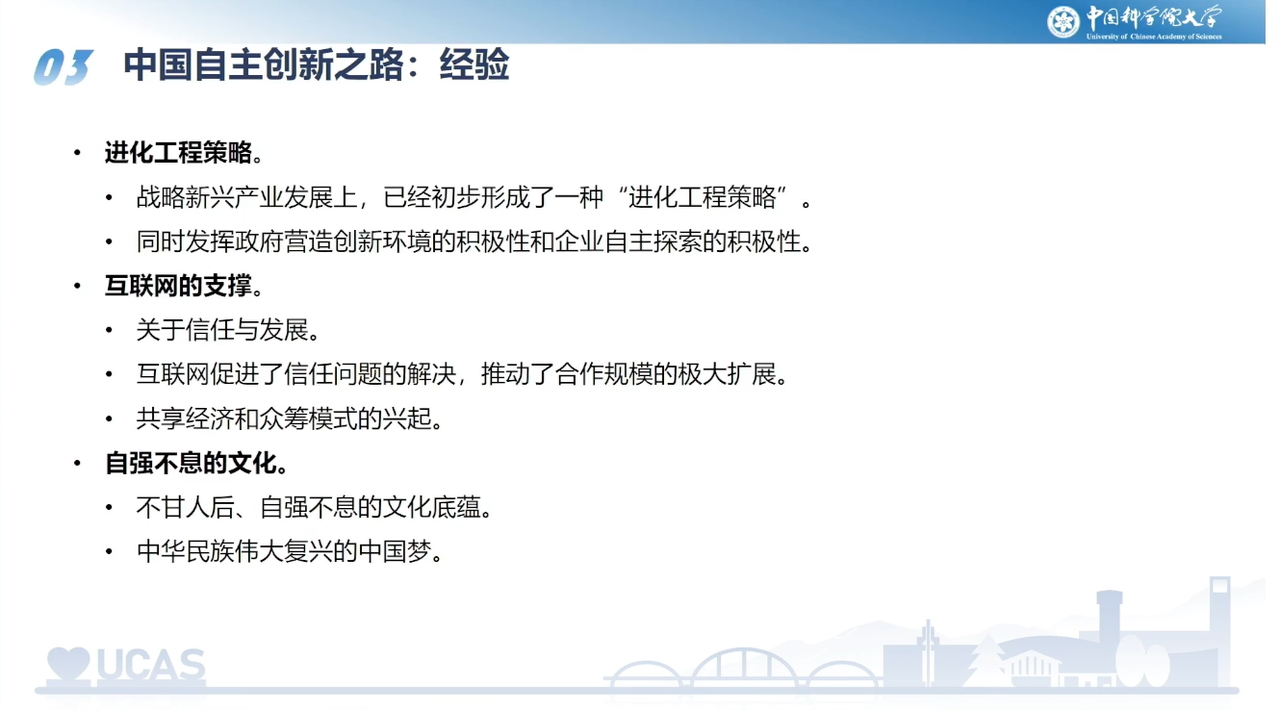 中国科学院大学
University of Chinese Academy of Sciences
03 中国自主创新之路：经验
• 进化工程策略。
• 战略新兴产业发展上，已经初步形成了一种“进化工程策略”。
• 同时发挥政府营造创新环境的积极性和企业自主探索的积极性。
• 互联网的支撑。
• 关于信任与发展。
• 互联网促进了信任问题的解决，推动了合作规模的极大扩展。
• 共享经济和众筹模式的兴起。
• 自强不息的文化。
• 不甘人后、自强不息的文化底蕴。
• 中华民族伟大复兴的中国梦。
UCAS